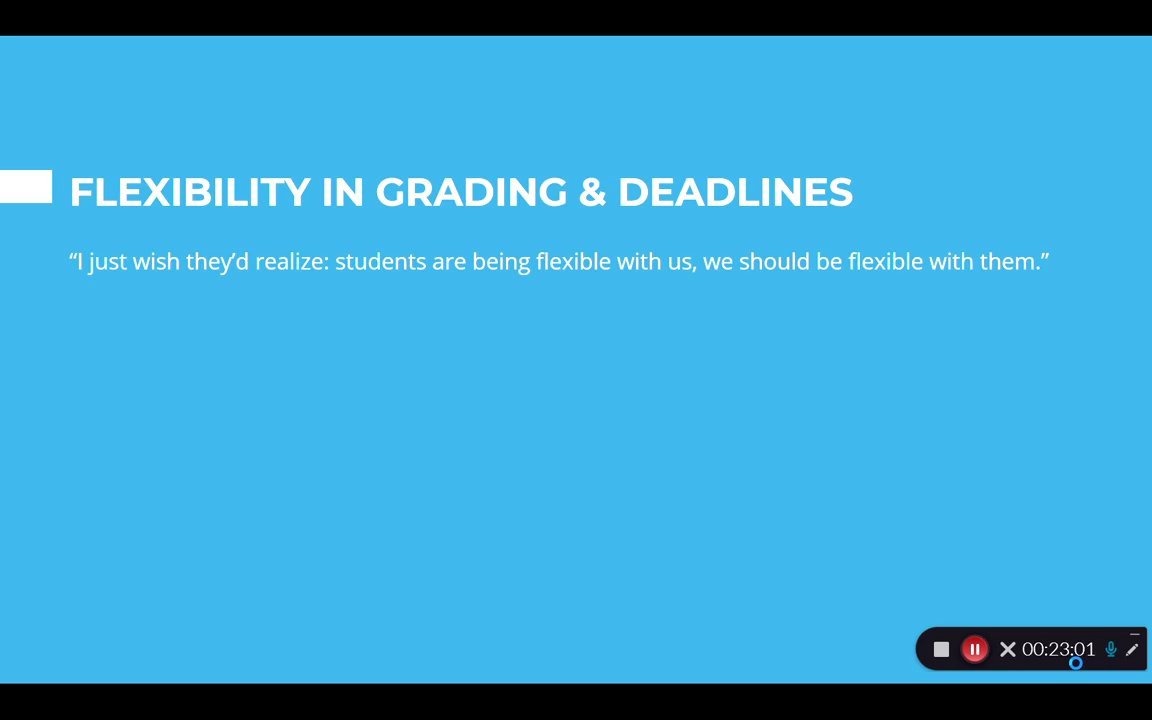 FLEXIBILITY IN GRADING & DEADLINES
“I just wish they’d realize: students are being flexible with us, we should be flexible with them.”
00:23:01